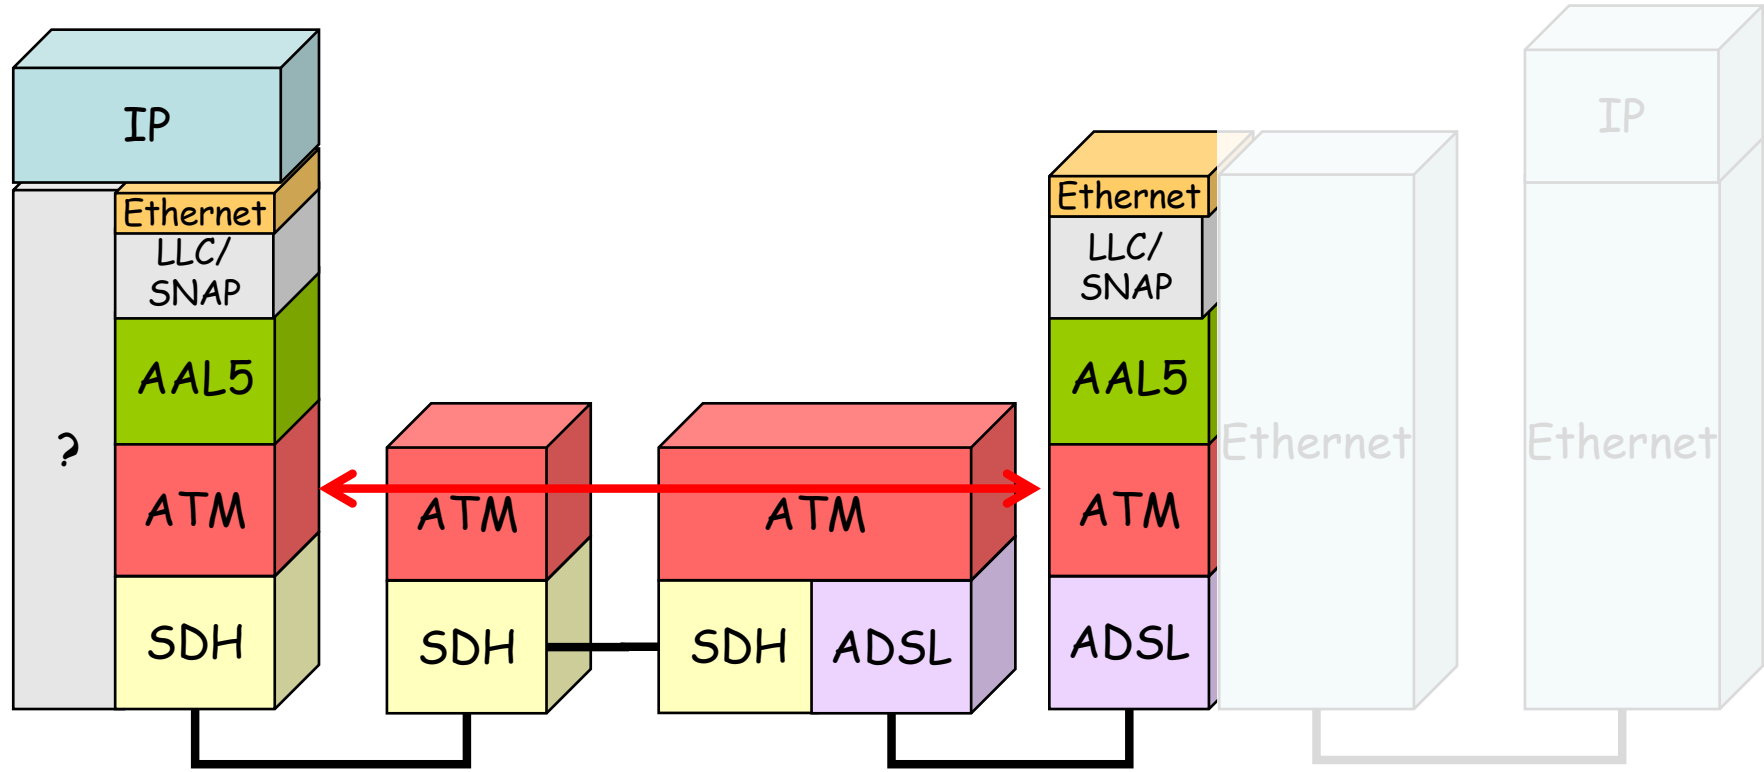 IP
Ethernet
LLC/
SNAP
AAL5
?
ATM
SDH
ATM
SDH
ATM
SDH
ADSL
Ethernet
LLC/
SNAP
AAL5
ATM
ADSL
Ethernet
IP
Ethernet